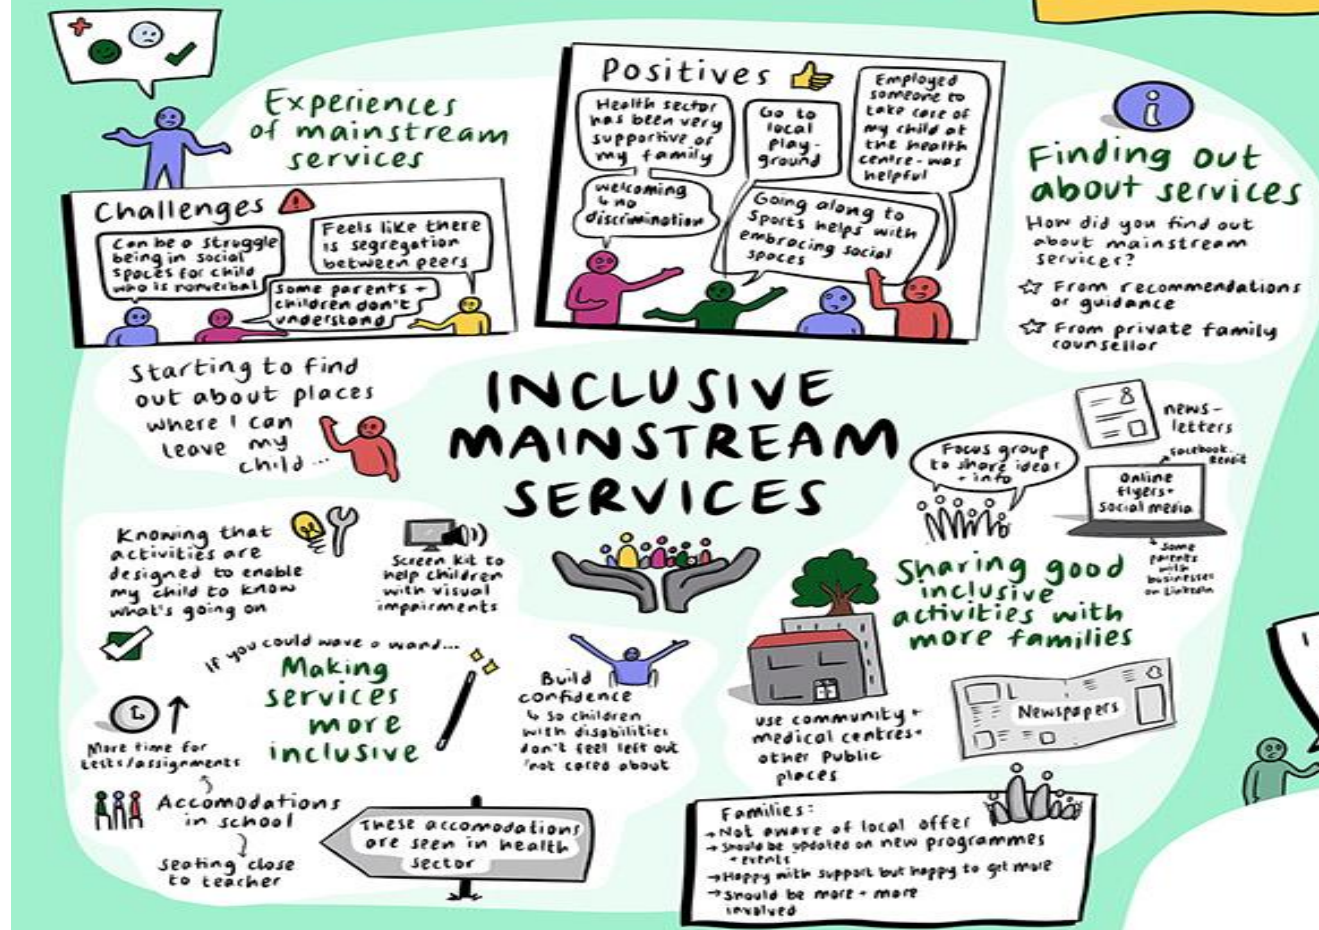 Experiences
of mainstream
services
Challenges
Can be a struggle
being in social
spaces for child
who is nonverbal
Feels like there
is segregation
between peers
Some parents +
children don't
understand
Positives
Health sector
has been very
supportive of
my family
welcoming
↳ no
discrimination
Go to
local
play-
ground
Employed
someone to
take care of
my child at
the health
centre - was
helpful
Going along to
Sports helps with
embracing social
spaces
i
Finding out
about services
How did you find out
about mainstream
services?
☆ From recommendations
or guidance
☆ From private family
counsellor
Starting to find
out about places
where I can
leave my
child...
INCLUSIVE
MAINSTREAM
SERVICES
Knowing that
activities are
designed to enable
my child to know
what's going on
Screen kit to
help children
with visual
impairments
If you could wave a wand...
Making
services
more
inclusive
More time for
tests/assignments
Accomodations
in school
seating close
to teacher
These accomodations
are seen in health
sector
Build
confidence
↳ so children
with disabilities
don't feel left out
/not cared about
Focus group
to share ideas
+ info
news-
letters
Facebook.
Reddit
Online
flyers +
social media
some
parents
with
businesses
on LinkedIn
Sharing good
inclusive
activities with
more families
use community +
medical centres +
other Public
places
Newspapers
Families:
→ Not aware of local offer
→ Should be updated on new programmes
+ events
→ Happy with support but happy to get more
→ Should be more + more
involved
I